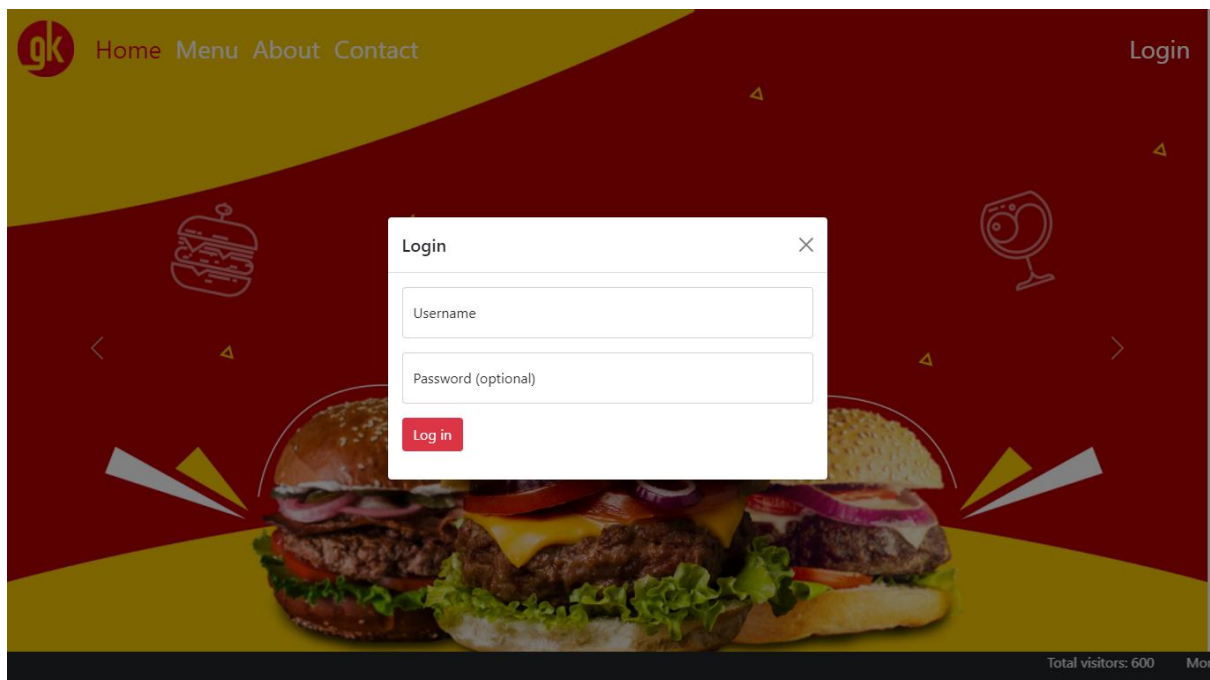 gk Home Menu About Contact Login
Login
Username
Password (optional)
Log in
Total visitors: 600